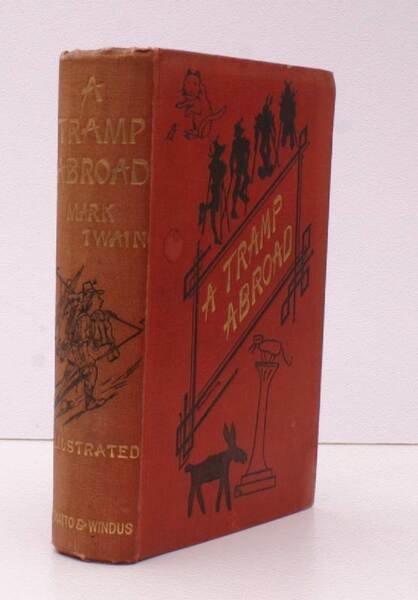 A
TRAMP
ABROAD
MARK
TWAIN
ILLUSTRATED
CHATTO & WINDUS
A TRAMP
ABROAD